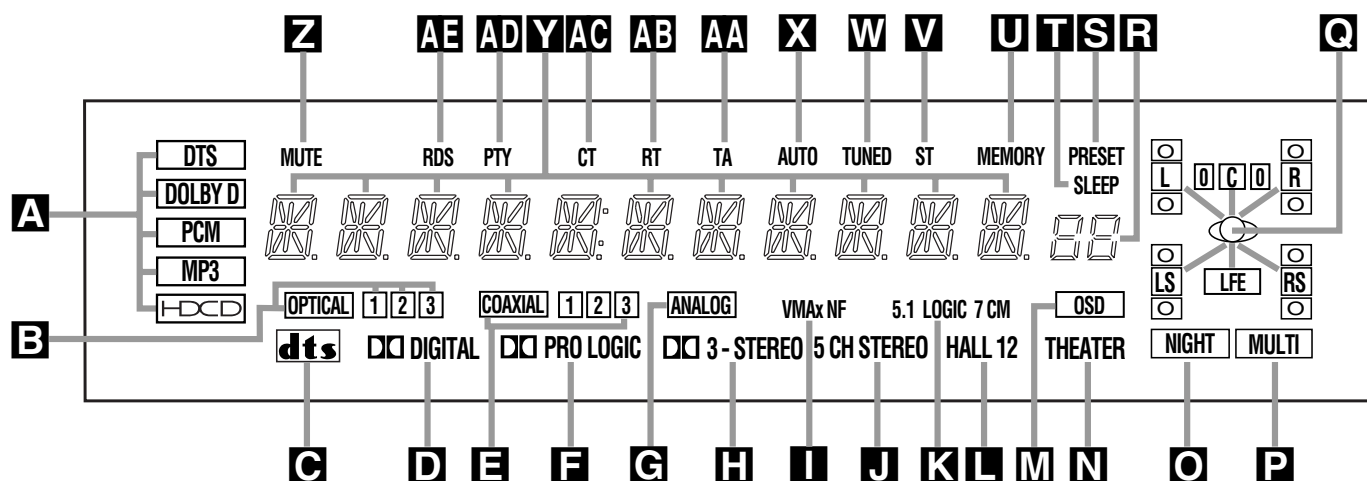 Z AE AD Y AC AB AA X W V U T S R Q
MUTE RDS PTY CT RT TA AUTO TUNED ST MEMORY PRESET
SLEEP
A
DTS
DOLBY D
PCM
MP3
HDCD
L C R
LS LFE RS
B
OPTICAL 1 2 3 COAXIAL 1 2 3 ANALOG VMAx NF 5.1 LOGIC 7 CM OSD
dts DIGITAL PRO LOGIC 3 - STEREO 5 CH STEREO HALL 12 THEATER NIGHT MULTI
C D E F G H I J K L M N O P